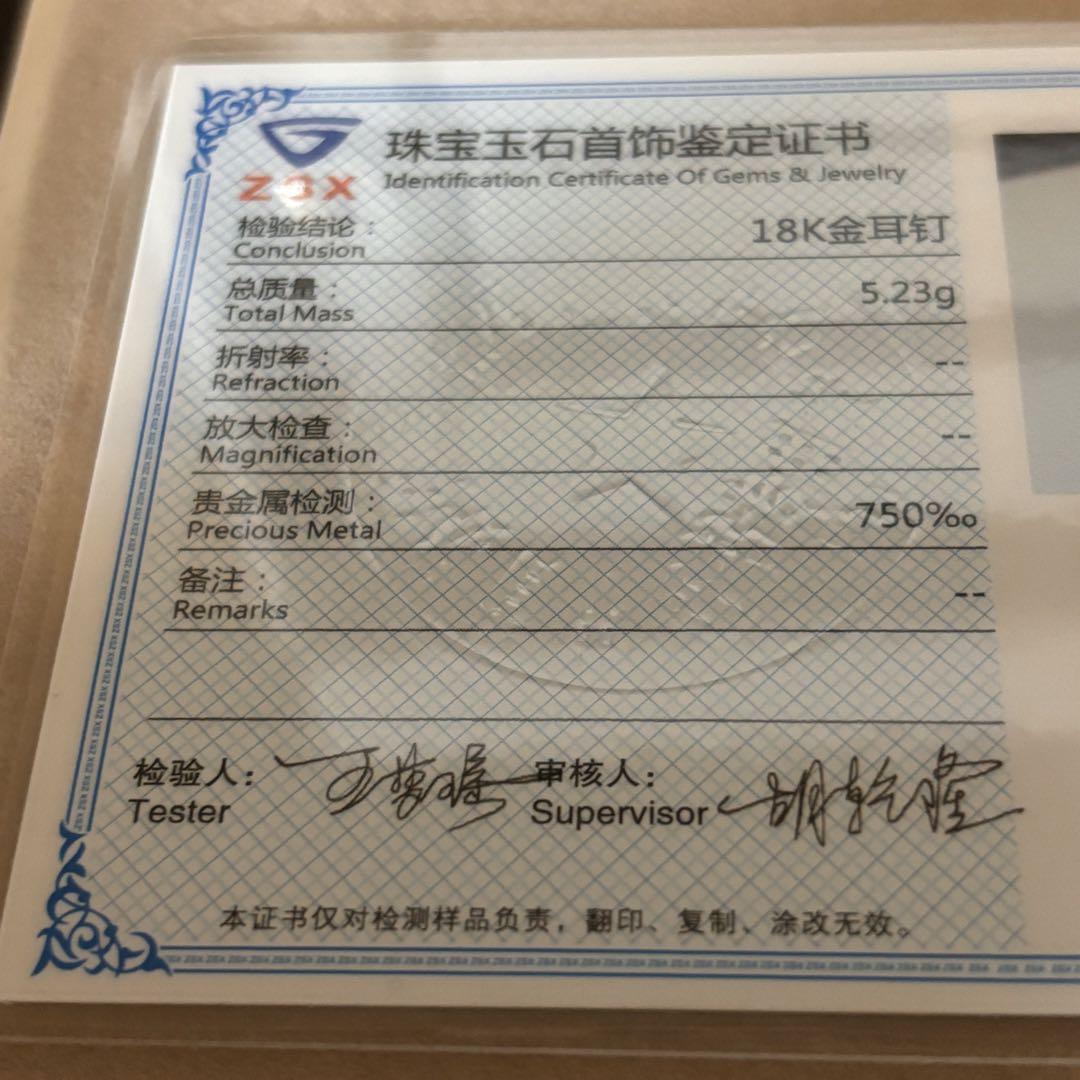 珠宝玉石首饰鉴定证书
ZSX Identification Certificate Of Gems & Jewelry
检验结论： 18K金耳钉
Conclusion
总质量： 5.23g
Total Mass
折射率： --
Refraction
放大检查： --
Magnification
贵金属检测： 750‰
Precious Metal
备注： --
Remarks
检验人： 审核人：
Tester Supervisor 胡乾隆
本证书仅对检测样品负责，翻印、复制、涂改无效。